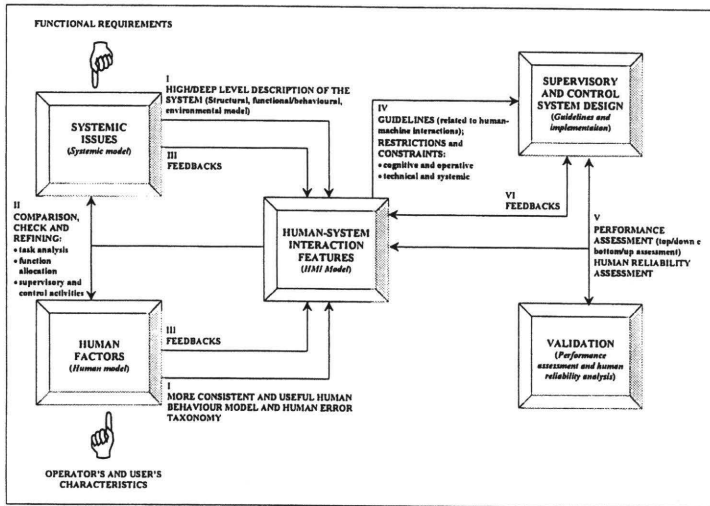 FUNCTIONAL REQUIREMENTS
I
HIGH/DEEP LEVEL DESCRIPTION OF THE
SYSTEM (Structural, functional/behavioural,
environmental model)
SYSTEMIC
ISSUES
(Systemic model)
III
FEEDBACKS
IV
GUIDELINES (related to human-
machine interactions);
RESTRICTIONS and
CONSTRAINTS:
• cognitive and operative
• technical and systemic
SUPERVISORY
AND CONTROL
SYSTEM DESIGN
(Guidelines and
implementaiton)
II
COMPARISON,
CHECK AND
REFINING:
• task analysis
• function
allocation
• supervisory and
control activities
HUMAN-SYSTEM
INTERACTION
FEATURES
(HMI Model)
VI
FEEDBACKS
V
PERFORMANCE
ASSESSMENT (top/down e
bottom/up assessment)
HUMAN RELIABILITY
ASSESSMENT
HUMAN
FACTORS
(Human model)
III
FEEDBACKS
I
MORE CONSISTENT AND USEFUL HUMAN
BEHAVIOUR MODEL AND HUMAN ERROR
TAXONOMY
VALIDATION
(Performance
assessment and human
reliability analysis)
OPERATOR'S AND USER'S
CHARACTERISTICS